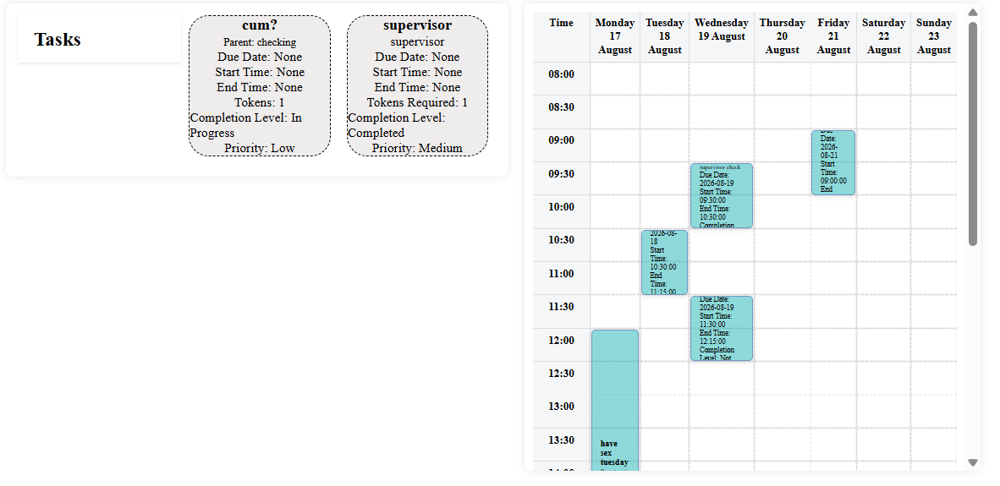 Tasks
cum?
Parent: checking
Due Date: None
Start Time: None
End Time: None
Tokens: 1
Completion Level: In
Progress
Priority: Low
supervisor
supervisor
Due Date: None
Start Time: None
End Time: None
Tokens Required: 1
Completion Level:
Completed
Priority: Medium
Time
Monday
17
August
Tuesday
18
August
Wednesday
19 August
Thursday
20
August
Friday
21
August
Saturday
22
August
Sunday
23
August
08:00
08:30
09:00
Due
Date:
2026-
08-21
Start
Time:
09:00:00
End
09:30
supervisor check
Due Date:
2026-08-19
Start Time:
09:30:00
End Time:
10:30:00
Completion
10:00
10:30
2026-08-
18
Start
Time:
10:30:00
End
Time:
11:15:00
11:00
11:30
Due Date:
2026-08-19
Start Time:
11:30:00
End Time:
12:15:00
Completion
Level: Not
12:00
12:30
13:00
13:30
have
sex
tuesday
14:00